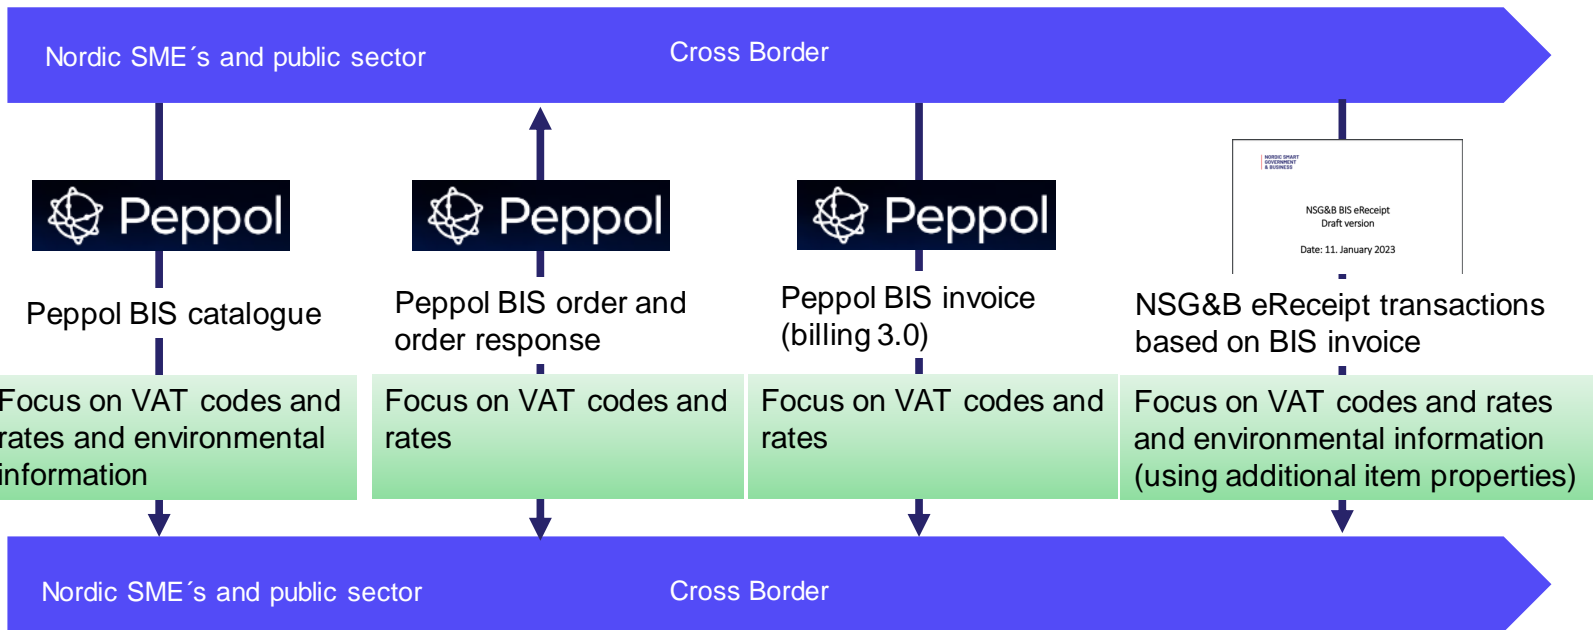 Nordic SME´s and public sector
Cross Border
Peppol
Peppol
Peppol
NORDIC SMART
GOVERNMENT
& BUSINESS
NSG&B BIS eReceipt
Draft version
Date: 11. January 2023
Peppol BIS catalogue
Peppol BIS order and
order response
Peppol BIS invoice
(billing 3.0)
NSG&B eReceipt transactions
based on BIS invoice
Focus on VAT codes and
rates and environmental
information
Focus on VAT codes and
rates
Focus on VAT codes and
rates
Focus on VAT codes and rates
and environmental information
(using additional item properties)
Nordic SME´s and public sector
Cross Border